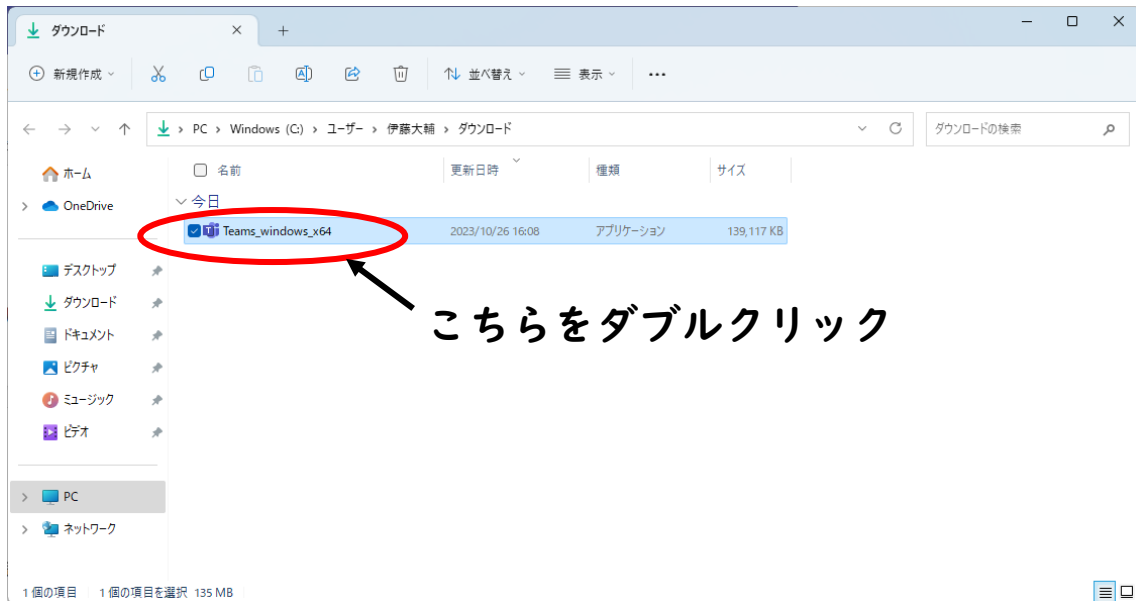 ダウンロード
新規作成
並べ替え
表示
PC › Windows (C:) › ユーザー › 伊藤大輔 › ダウンロード
ダウンロードの検索
ホーム
OneDrive
デスクトップ
ダウンロード
ドキュメント
ピクチャ
ミュージック
ビデオ
PC
ネットワーク
名前 更新日時 種類 サイズ
今日
Teams_windows_x64 2023/10/26 16:08 アプリケーション 139,117 KB
こちらをダブルクリック
1 個の項目 1 個の項目を選択 135 MB